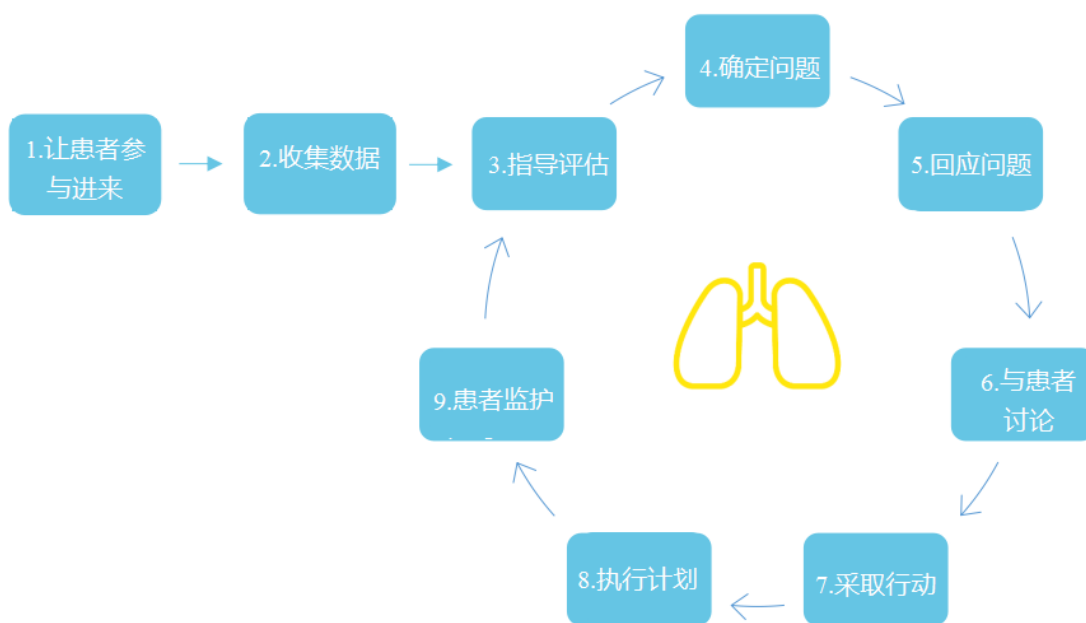 1.让患者参
与进来
2.收集数据
3.指导评估
4.确定问题
5.回应问题
6.与患者
讨论
7.采取行动
8.执行计划
9.患者监护